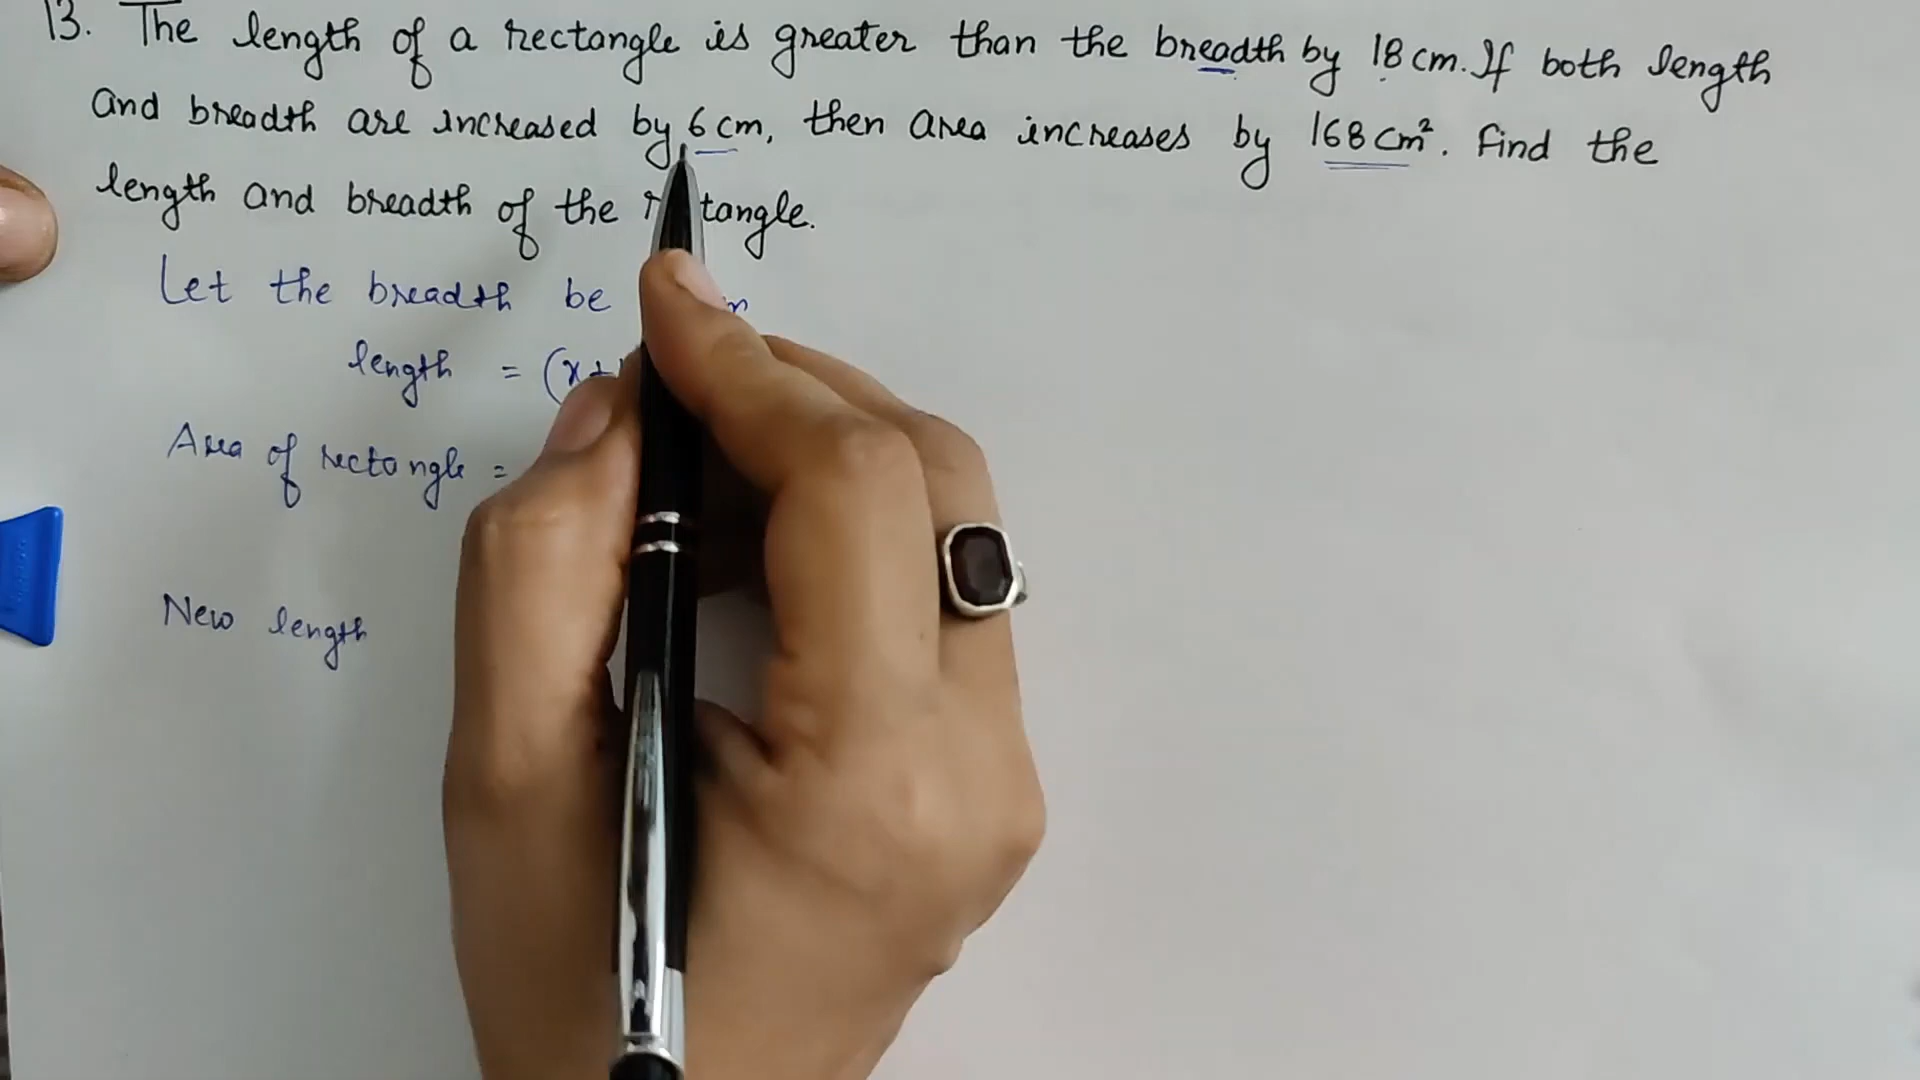 13. The length of a rectangle is greater than the breadth by 18 cm. If both length
and breadth are increased by 6 cm, then area increases by 168 cm². Find the
length and breadth of the tangle.
Let the breadth be
length = (x+
Area of rectangle =
New length